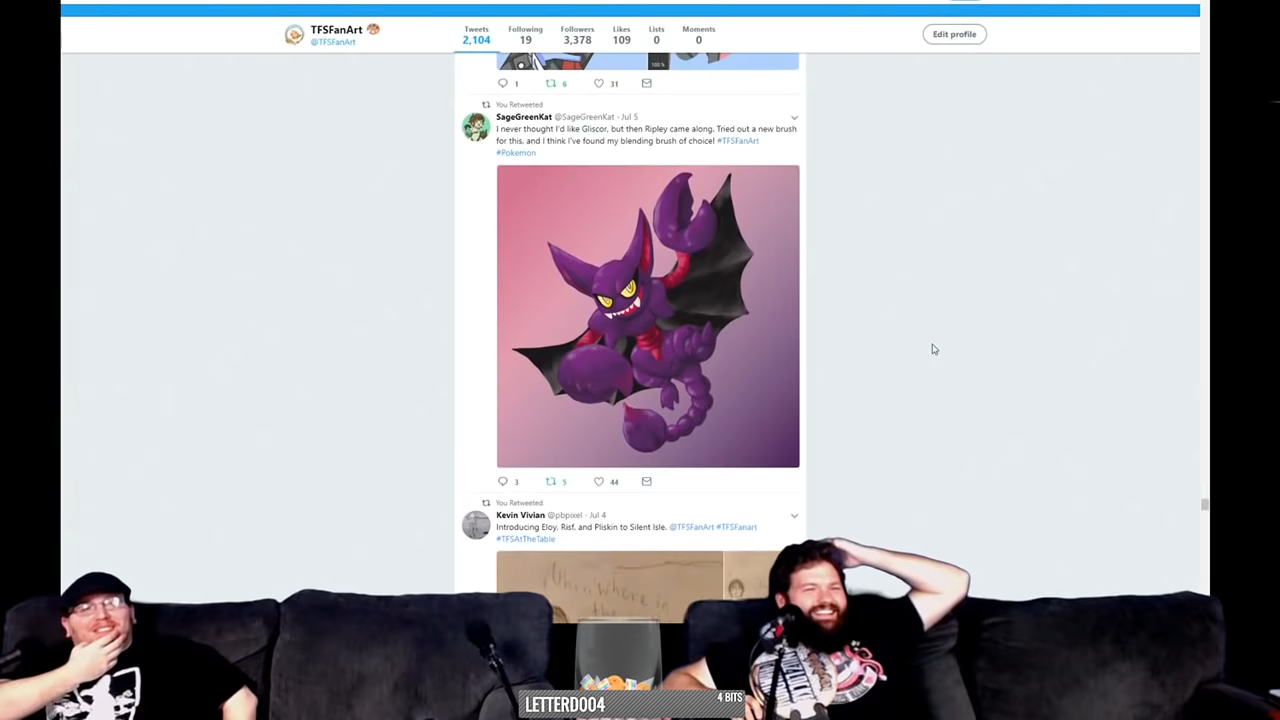 TFSFanArt
@TFSFanArt
Tweets
2,104
Following
19
Followers
3,378
Likes
109
Lists
0
Moments
0
Edit profile
100 %
1
6
31
You Retweeted
SageGreenKat @SageGreenKat · Jul 5
I never thought I'd like Gliscor, but then Ripley came along. Tried out a new brush
for this, and I think I've found my blending brush of choice! #TFSFanArt
#Pokemon
3
5
44
You Retweeted
Kevin Vivian @pbpixel · Jul 4
Introducing Eloy, Risf, and Pliskin to Silent Isle. @TFSFanArt #TFSFanart
#TFSAtTheTable
where in
the
LETTERD004
4 BITS